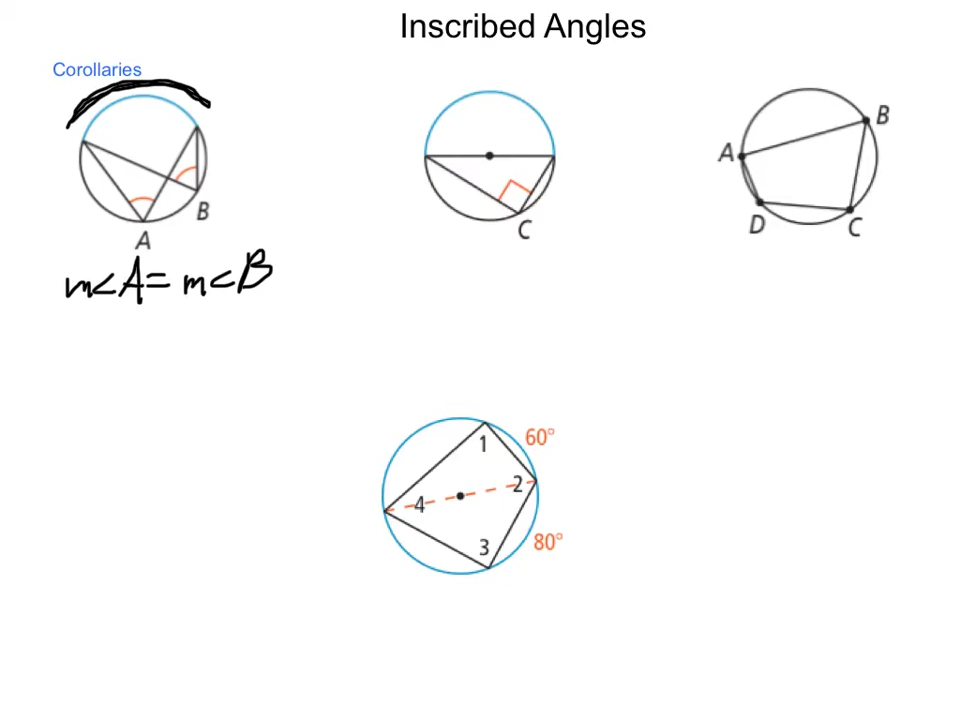 Inscribed Angles
Corollaries
A
B
m<A = m<B
C
A
B
C
D
1
60°
2
4
3
80°